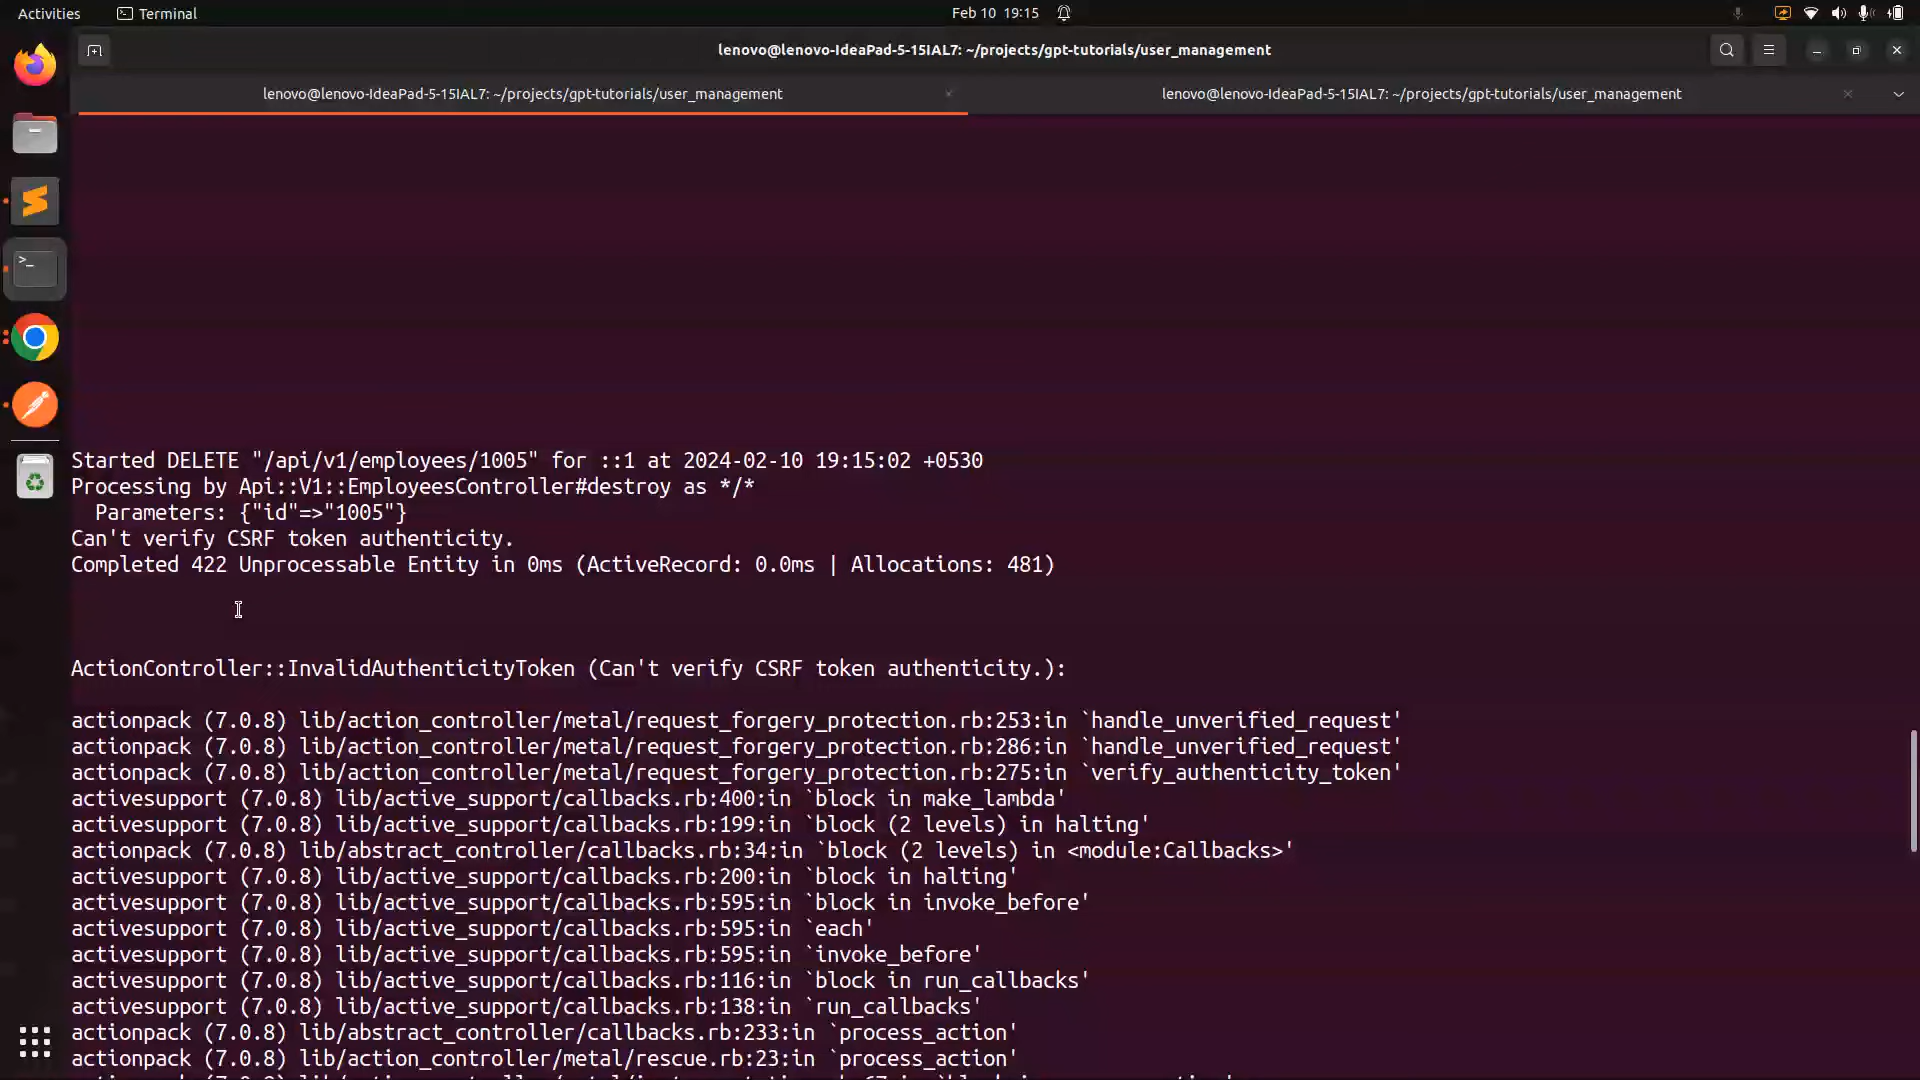 Activities
Terminal
Feb 10 19:15
lenovo@lenovo-IdeaPad-5-15IAL7: ~/projects/gpt-tutorials/user_management
lenovo@lenovo-IdeaPad-5-15IAL7: ~/projects/gpt-tutorials/user_management
lenovo@lenovo-IdeaPad-5-15IAL7: ~/projects/gpt-tutorials/user_management
Started DELETE "/api/v1/employees/1005" for ::1 at 2024-02-10 19:15:02 +0530
Processing by Api::V1::EmployeesController#destroy as */*
  Parameters: {"id"=>"1005"}
Can't verify CSRF token authenticity.
Completed 422 Unprocessable Entity in 0ms (ActiveRecord: 0.0ms | Allocations: 481)
ActionController::InvalidAuthenticityToken (Can't verify CSRF token authenticity.):
actionpack (7.0.8) lib/action_controller/metal/request_forgery_protection.rb:253:in `handle_unverified_request'
actionpack (7.0.8) lib/action_controller/metal/request_forgery_protection.rb:286:in `handle_unverified_request'
actionpack (7.0.8) lib/action_controller/metal/request_forgery_protection.rb:275:in `verify_authenticity_token'
activesupport (7.0.8) lib/active_support/callbacks.rb:400:in `block in make_lambda'
activesupport (7.0.8) lib/active_support/callbacks.rb:199:in `block (2 levels) in halting'
actionpack (7.0.8) lib/abstract_controller/callbacks.rb:34:in `block (2 levels) in <module:Callbacks>'
activesupport (7.0.8) lib/active_support/callbacks.rb:200:in `block in halting'
activesupport (7.0.8) lib/active_support/callbacks.rb:595:in `block in invoke_before'
activesupport (7.0.8) lib/active_support/callbacks.rb:595:in `each'
activesupport (7.0.8) lib/active_support/callbacks.rb:595:in `invoke_before'
activesupport (7.0.8) lib/active_support/callbacks.rb:116:in `block in run_callbacks'
activesupport (7.0.8) lib/active_support/callbacks.rb:138:in `run_callbacks'
actionpack (7.0.8) lib/abstract_controller/callbacks.rb:233:in `process_action'
actionpack (7.0.8) lib/action_controller/metal/rescue.rb:23:in `process_action'